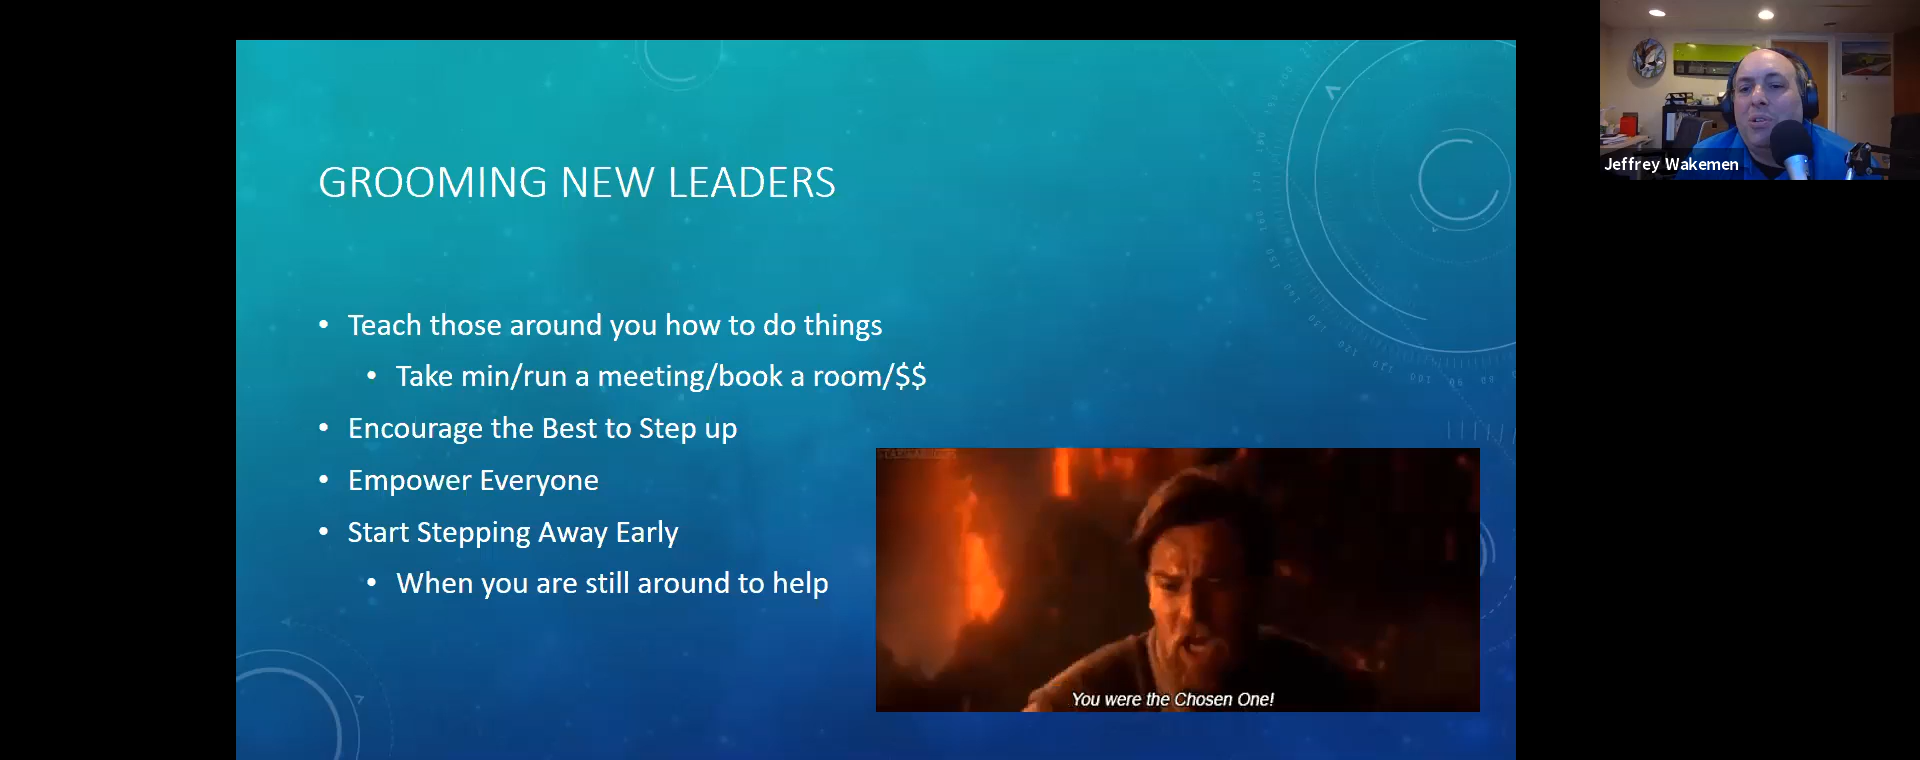 GROOMING NEW LEADERS
• Teach those around you how to do things
• Take min/run a meeting/book a room/$$
• Encourage the Best to Step up
• Empower Everyone
• Start Stepping Away Early
• When you are still around to help
You were the Chosen One!
Jeffrey Wakemen